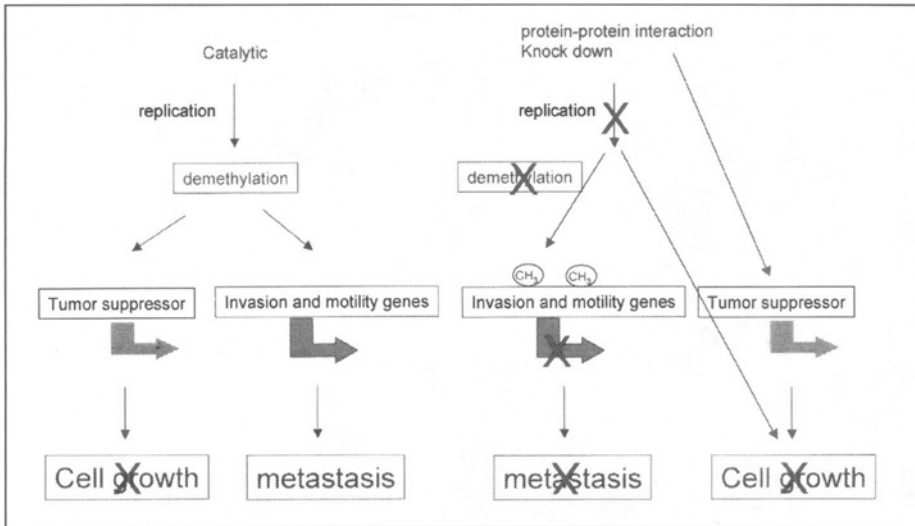 Catalytic
replication
demethylation
Tumor suppressor
Invasion and motility genes
Cell growth
metastasis
protein-protein interaction
Knock down
replication
demethylation
CH3
CH3
Invasion and motility genes
Tumor suppressor
metastasis
Cell growth